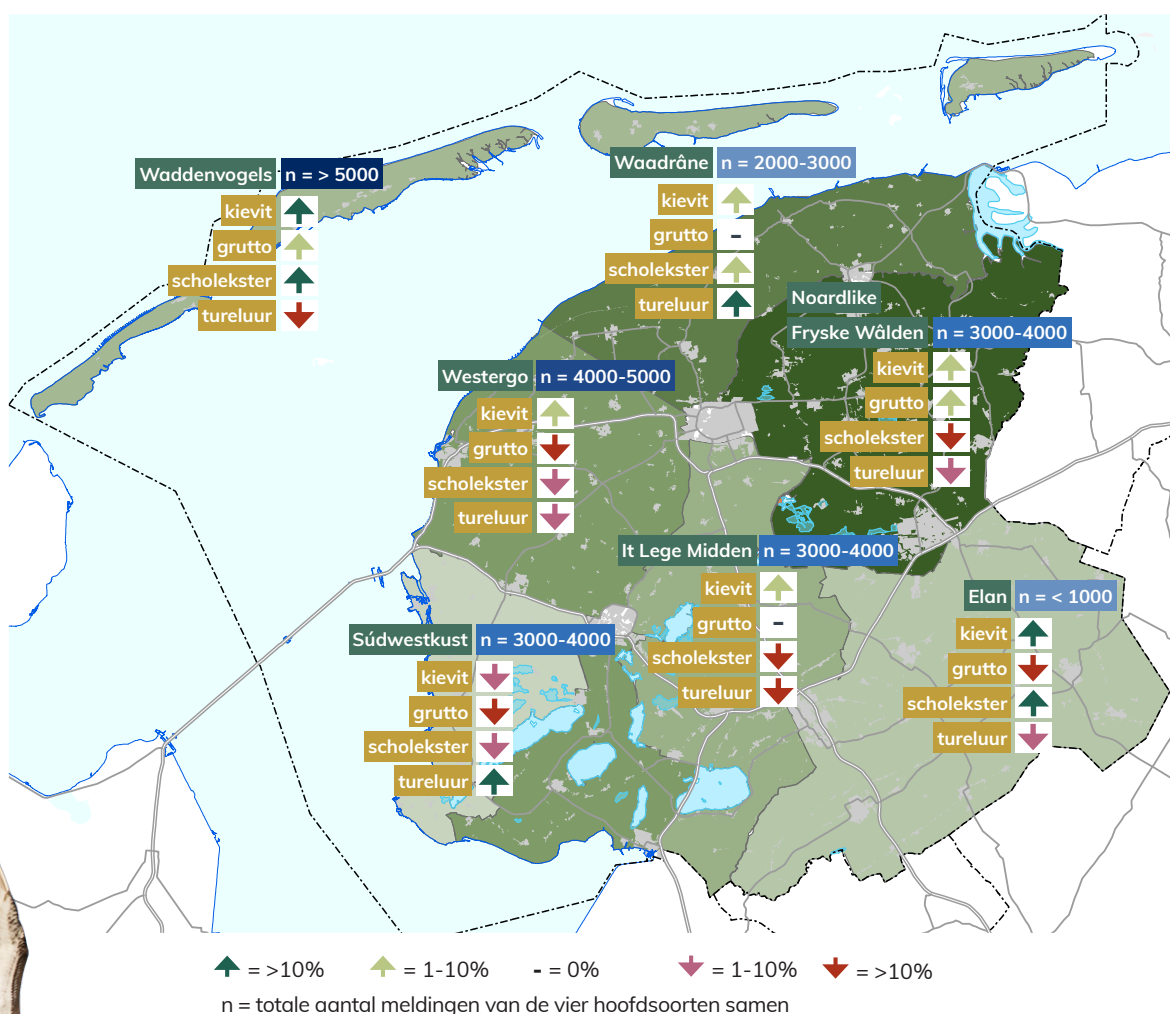 Waddenvogels n = > 5000
kievit
grutto
scholekster
tureluur
Waadrâne n = 2000-3000
kievit
grutto -
scholekster
tureluur
Noardlike
Fryske Wâlden n = 3000-4000
kievit
grutto
scholekster
tureluur
Westergo n = 4000-5000
kievit
grutto
scholekster
tureluur
It Lege Midden n = 3000-4000
kievit
grutto -
scholekster
tureluur
Elan n = < 1000
kievit
grutto
scholekster
tureluur
Súdwestkust n = 3000-4000
kievit
grutto
scholekster
tureluur
= >10% = 1-10% - = 0% = 1-10% = >10%
n = totale aantal meldingen van de vier hoofdsoorten samen